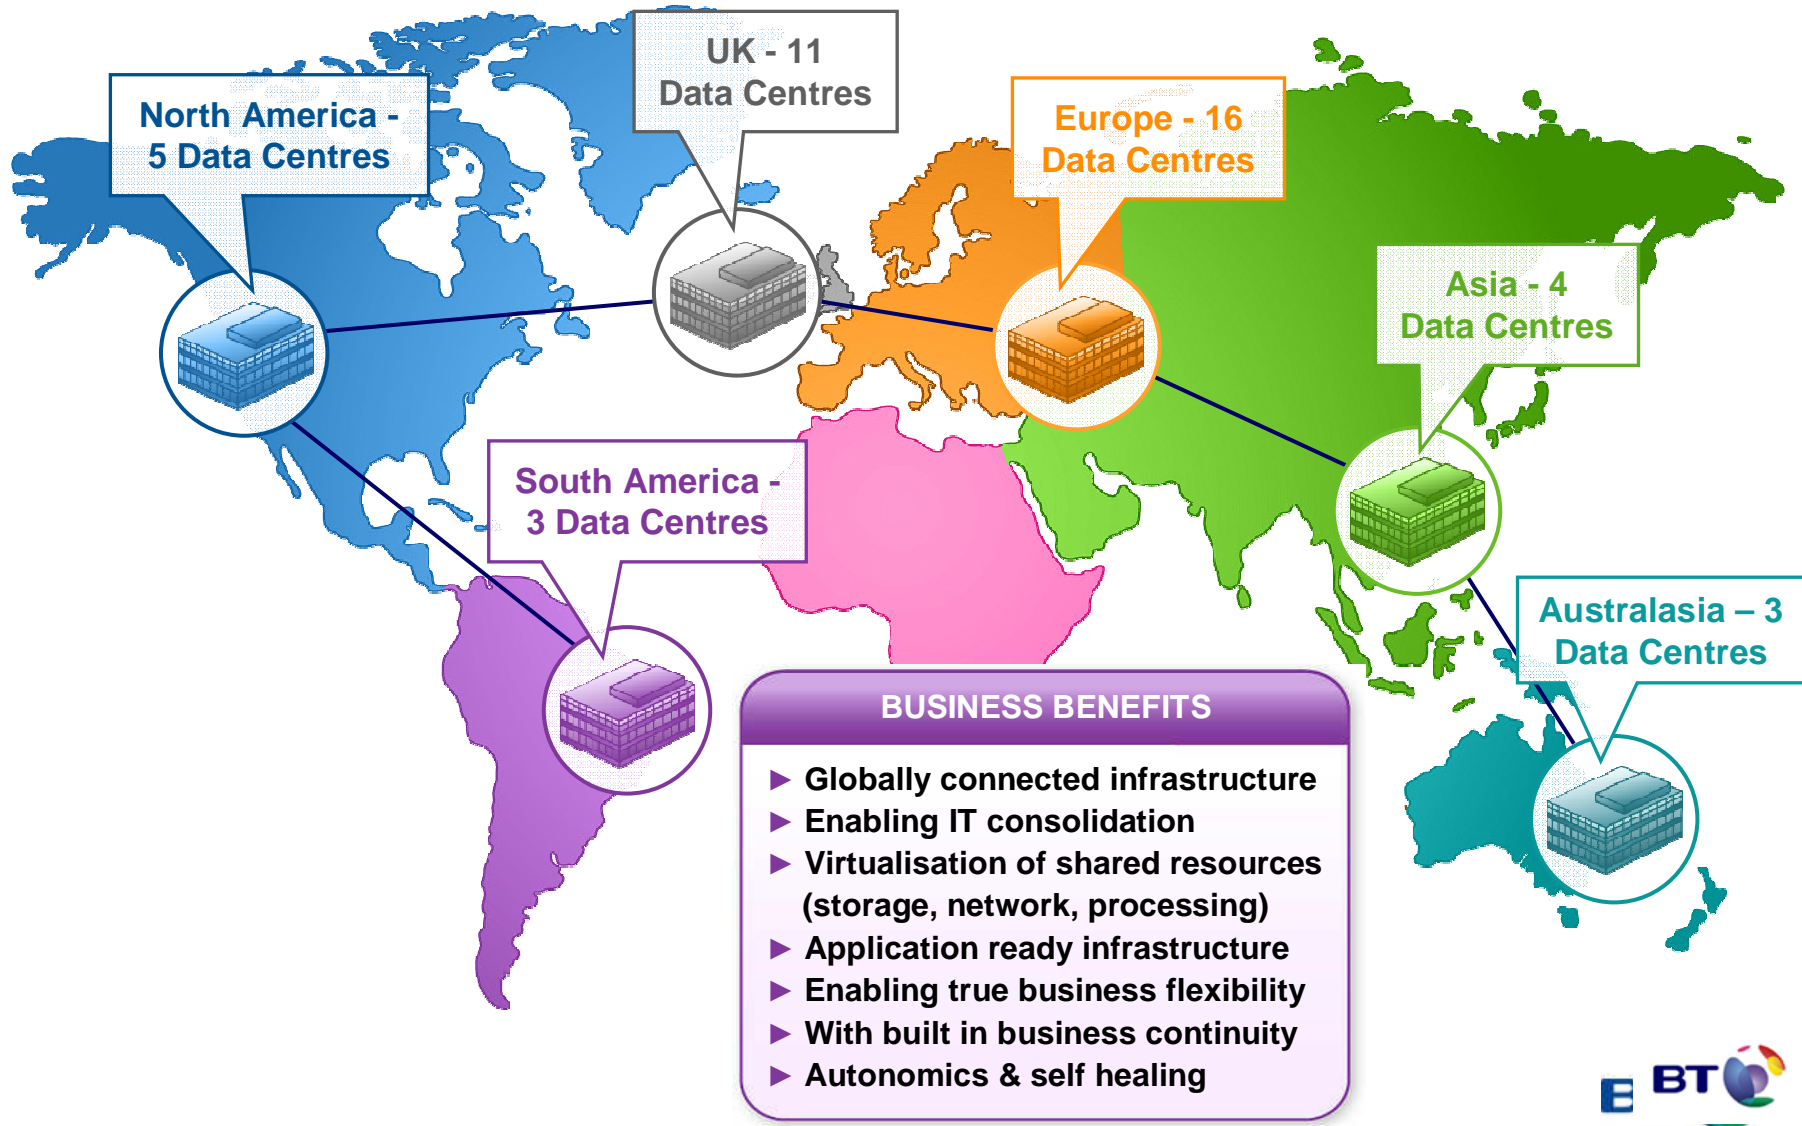 UK - 11
Data Centres
North America -
5 Data Centres
Europe - 16
Data Centres
Asia - 4
Data Centres
South America -
3 Data Centres
Australasia – 3
Data Centres
BUSINESS BENEFITS
► Globally connected infrastructure
► Enabling IT consolidation
► Virtualisation of shared resources
(storage, network, processing)
► Application ready infrastructure
► Enabling true business flexibility
► With built in business continuity
► Autonomics & self healing
E
BT